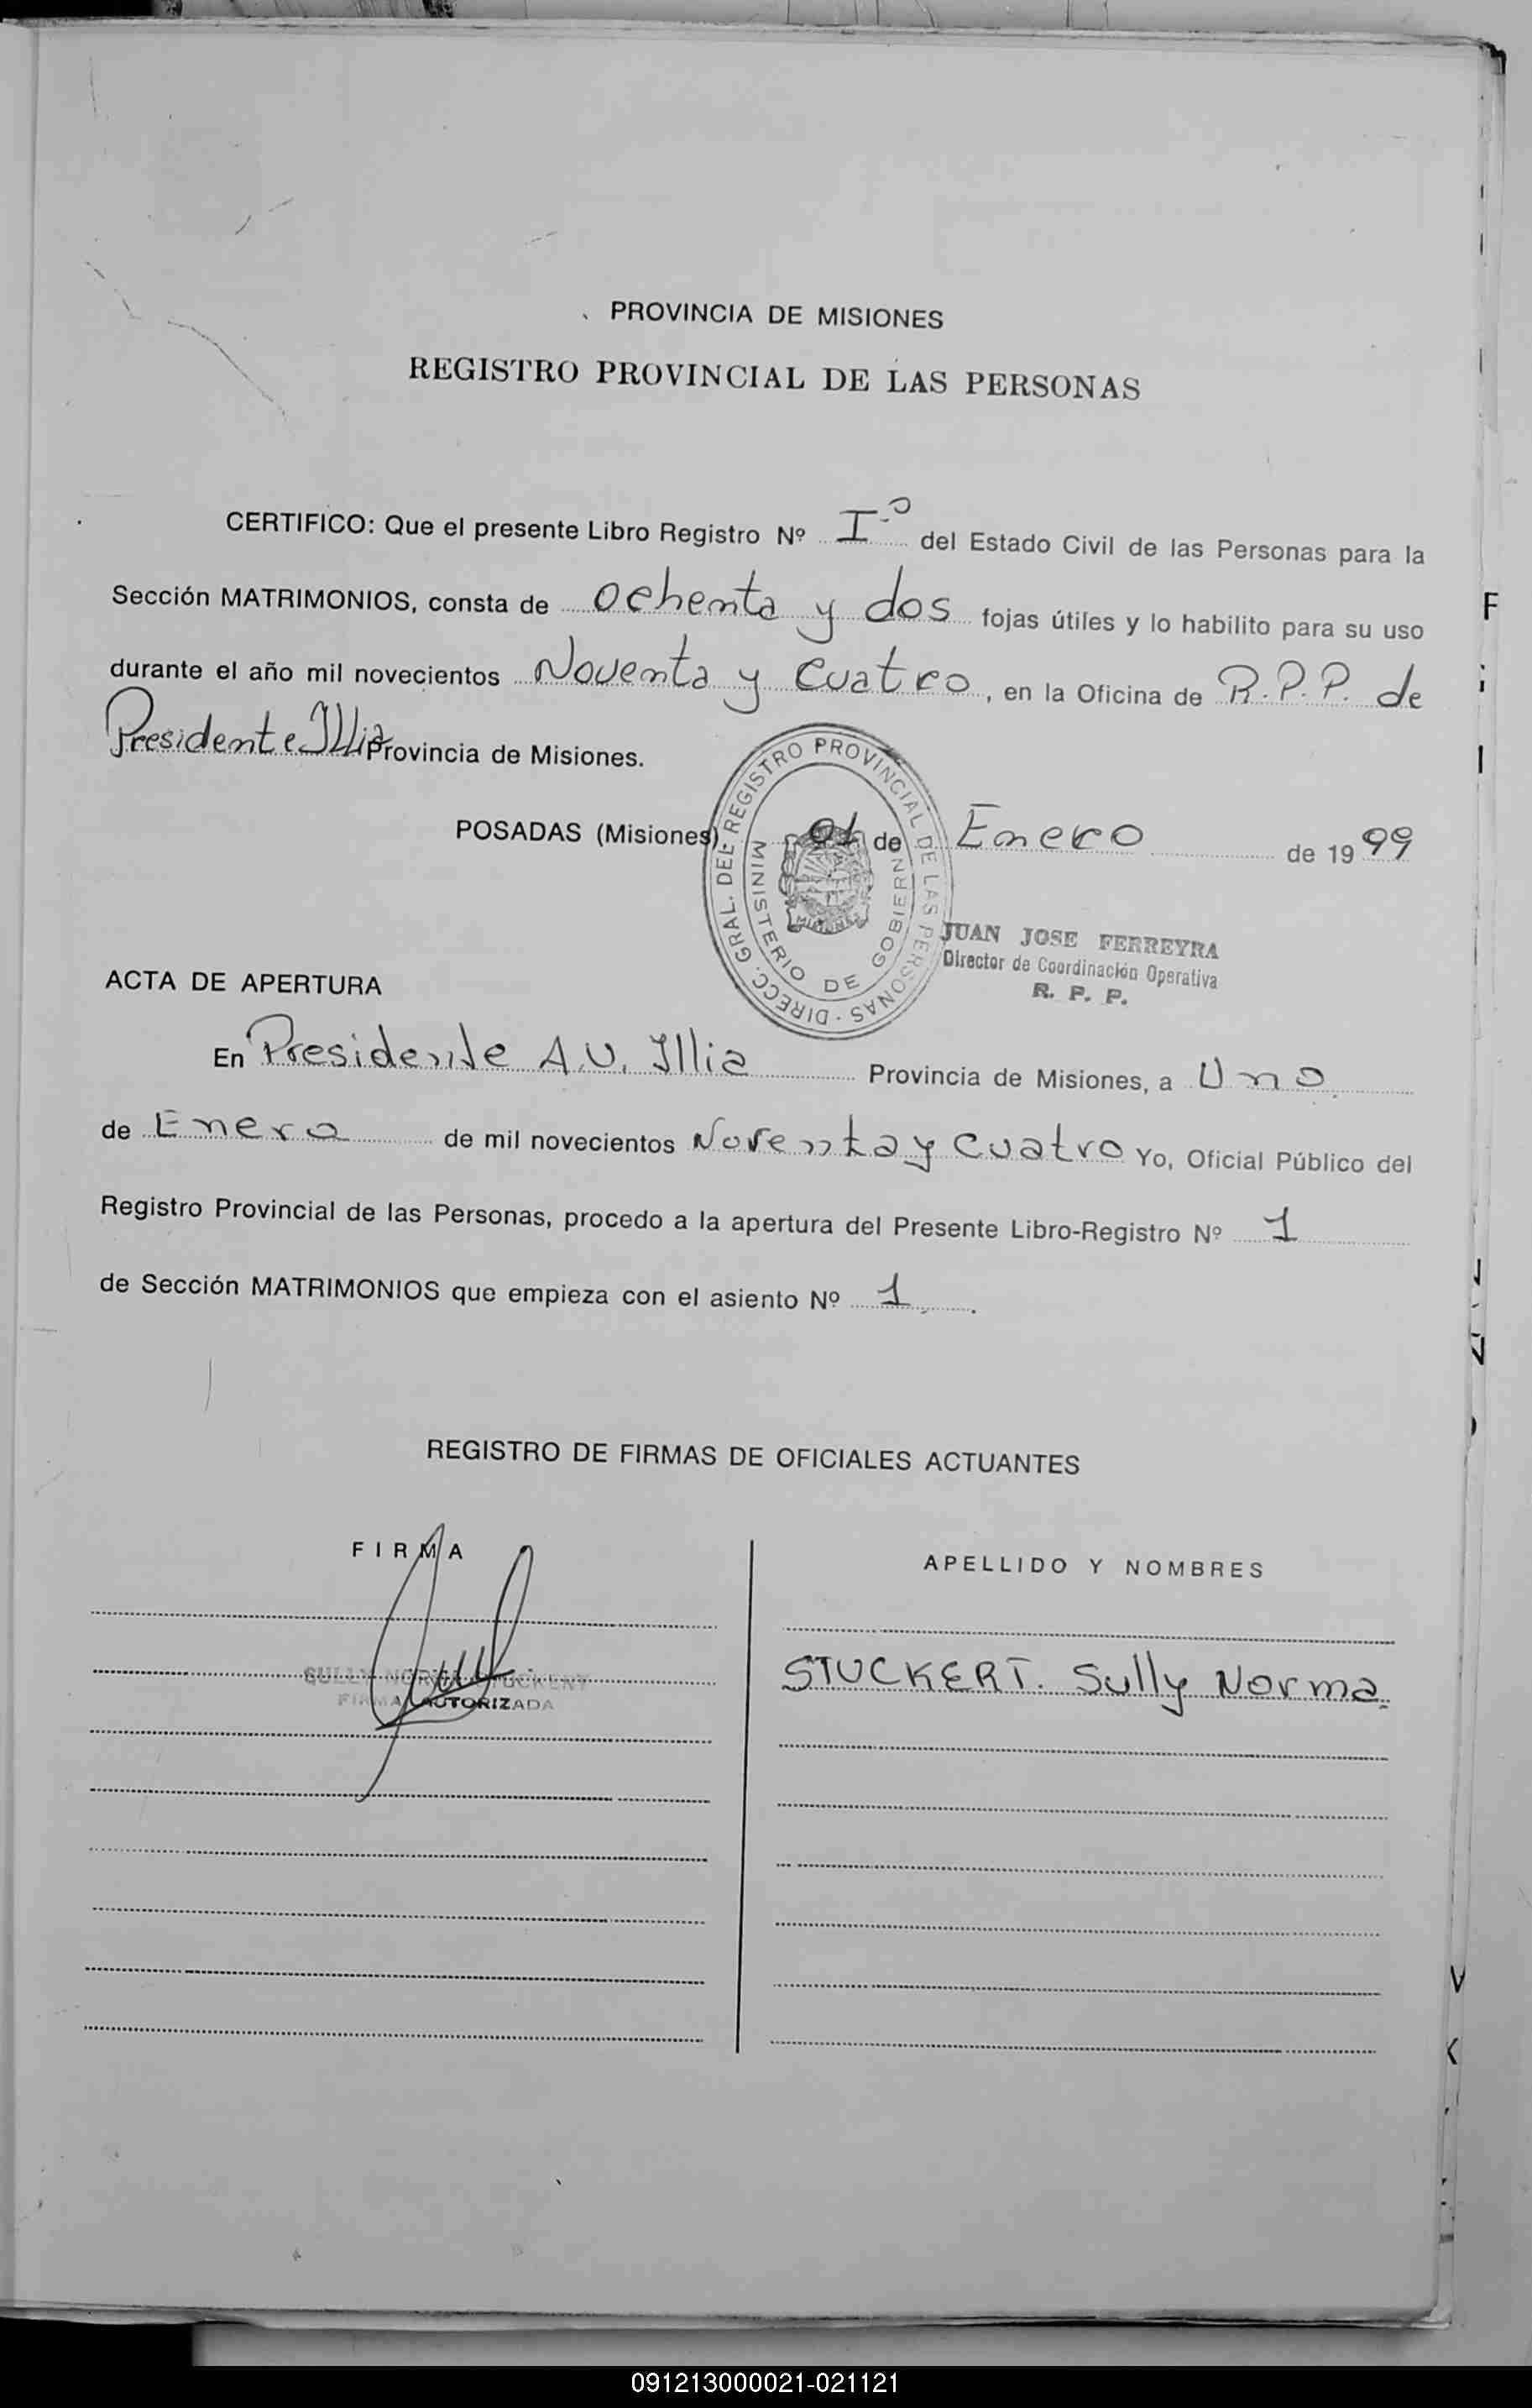 PROVINCIA DE MISIONES
REGISTRO PROVINCIAL DE LAS PERSONAS
CERTIFICO: Que el presente Libro Registro Nº I-º del Estado Civil de las Personas para la
Sección MATRIMONIOS, consta de ochenta y dos fojas útiles y lo habilito para su uso
durante el año mil novecientos Noventa y Cuatro, en la Oficina de R.P.P. de
Presidente Illia Provincia de Misiones.
POSADAS (Misiones) 01 de Enero de 1999
DIRECC. GRAL. DEL REGISTRO PROVINCIAL DE LAS PERSONAS
MINISTERIO DE GOBIERNO
MISIONES
JUAN JOSE FERREYRA
Director de Coordinación Operativa
R. P. P.
ACTA DE APERTURA
En Presidente A.U. Illia Provincia de Misiones, a Uno
de Enero de mil novecientos Noventa y cuatro Yo, Oficial Público del
Registro Provincial de las Personas, procedo a la apertura del Presente Libro-Registro Nº 1
de Sección MATRIMONIOS que empieza con el asiento Nº 1.
REGISTRO DE FIRMAS DE OFICIALES ACTUANTES
FIRMA
APELLIDO Y NOMBRES
SULLY NORMA STUCKERT
FIRMA AUTORIZADA
STUCKERT. Sully Norma.
091213000021-021121